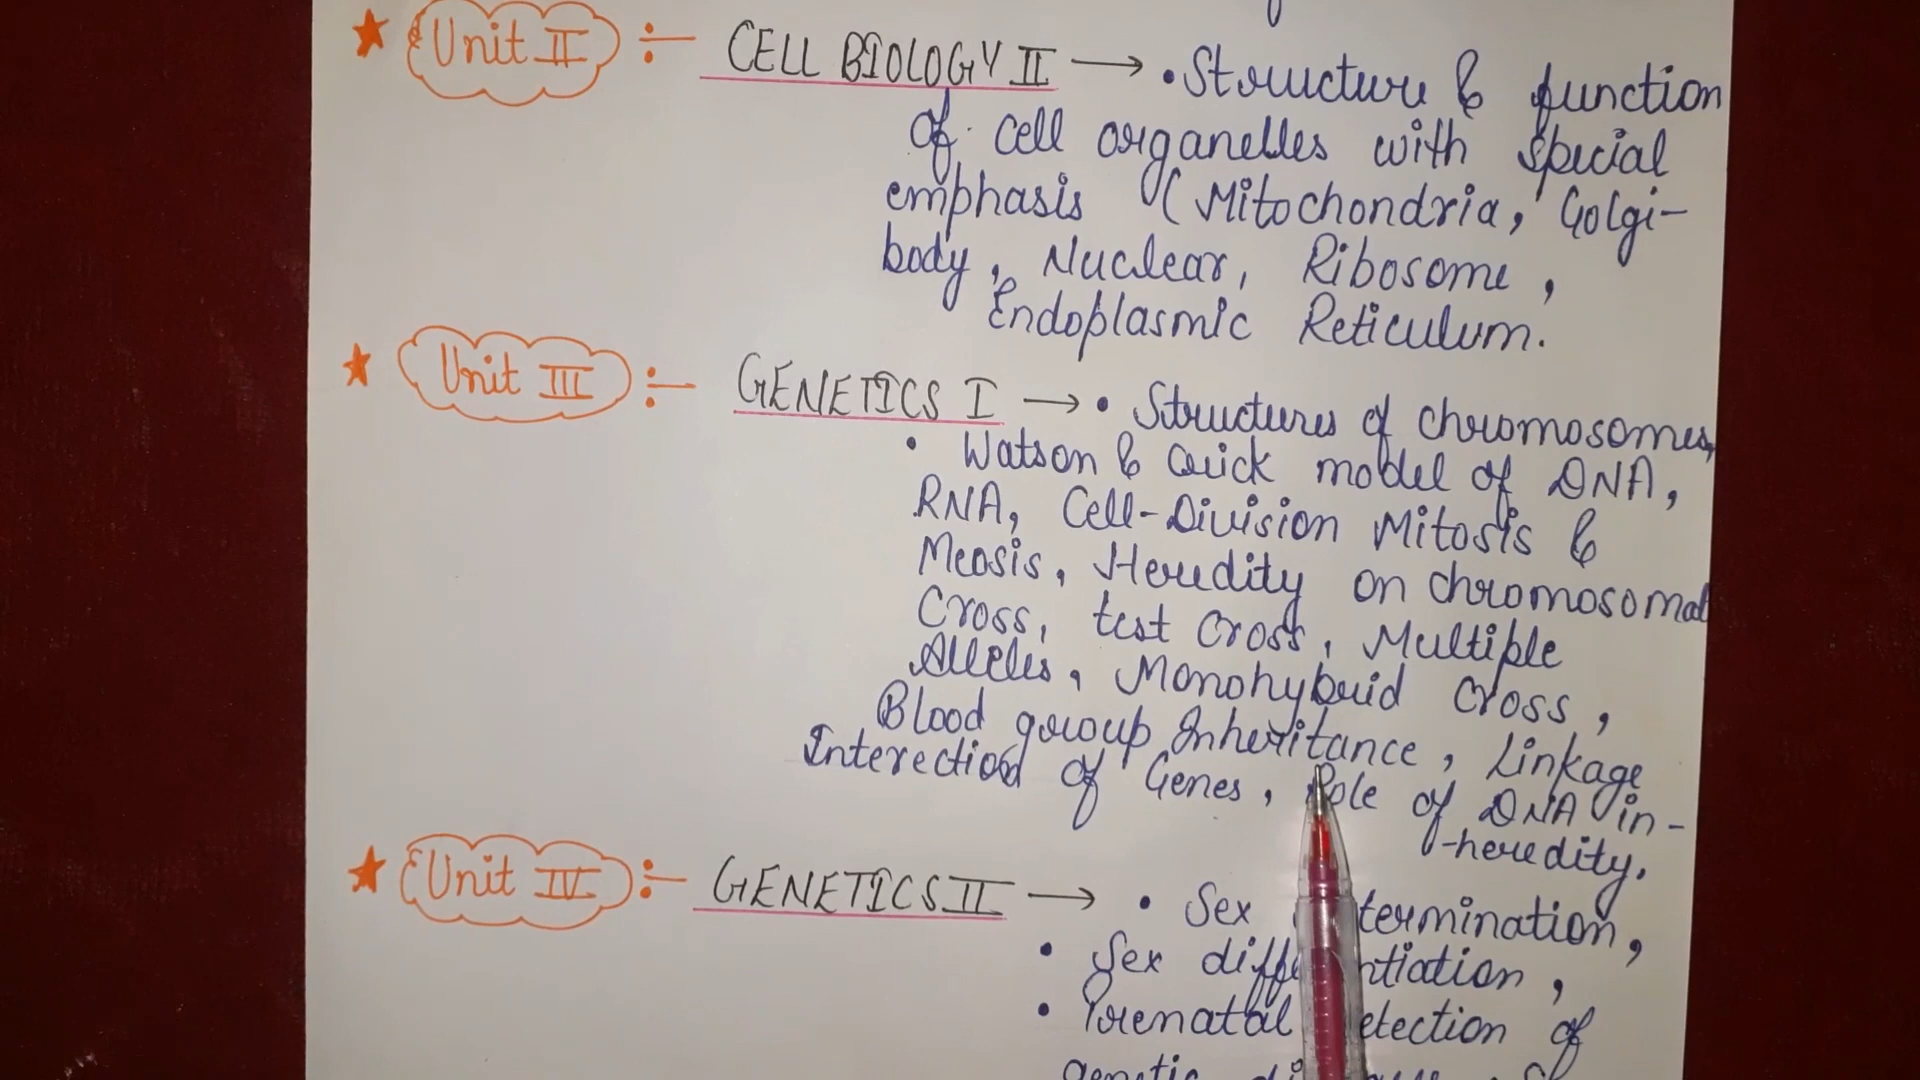 ★ Unit II :- CELL BIOLOGY II → • Structure & function
of cell organelles with special
emphasis (Mitochondria, Golgi-
body, Nuclear, Ribosome,
Endoplasmic Reticulum.
★ Unit III :- GENETICS I → • Structures of chromosomes,
• Watson & Crick model of DNA,
RNA, Cell-Division Mitosis &
Meosis, Heredity on chromosomal
Cross, test cross, Multiple
Alleles, Monohybrid cross,
Blood group Inheritance, Linkage
Interection of Genes, Role of DNA in-
-heredity.
★ Unit IV :- GENETICS II → • Sex termination,
• Sex diff ntiation,
• Prenatal etection of
genetic